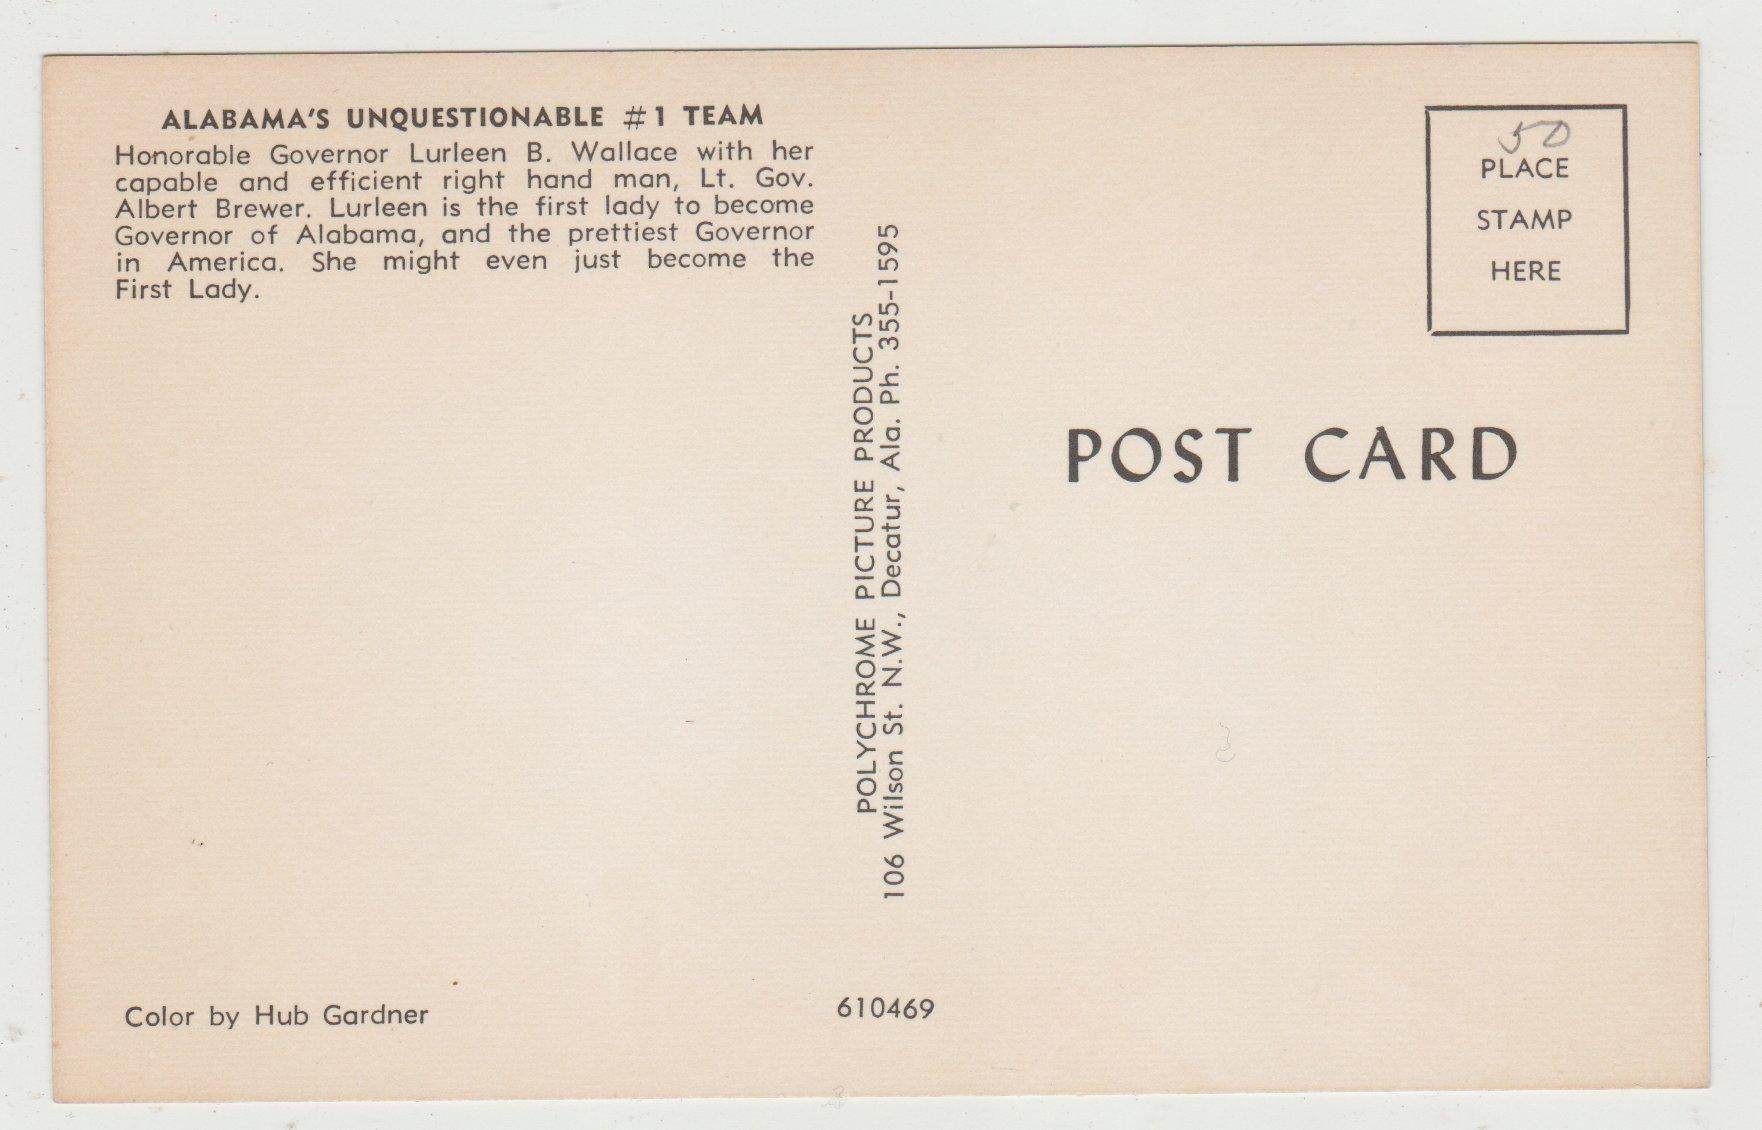 ALABAMA'S UNQUESTIONABLE #1 TEAM
Honorable Governor Lurleen B. Wallace with her
capable and efficient right hand man, Lt. Gov.
Albert Brewer. Lurleen is the first lady to become
Governor of Alabama, and the prettiest Governor
in America. She might even just become the
First Lady.
Color by Hub Gardner
POLYCHROME PICTURE PRODUCTS
106 Wilson St. N.W., Decatur, Ala. Ph. 355-1595
610469
50
PLACE
STAMP
HERE
POST CARD